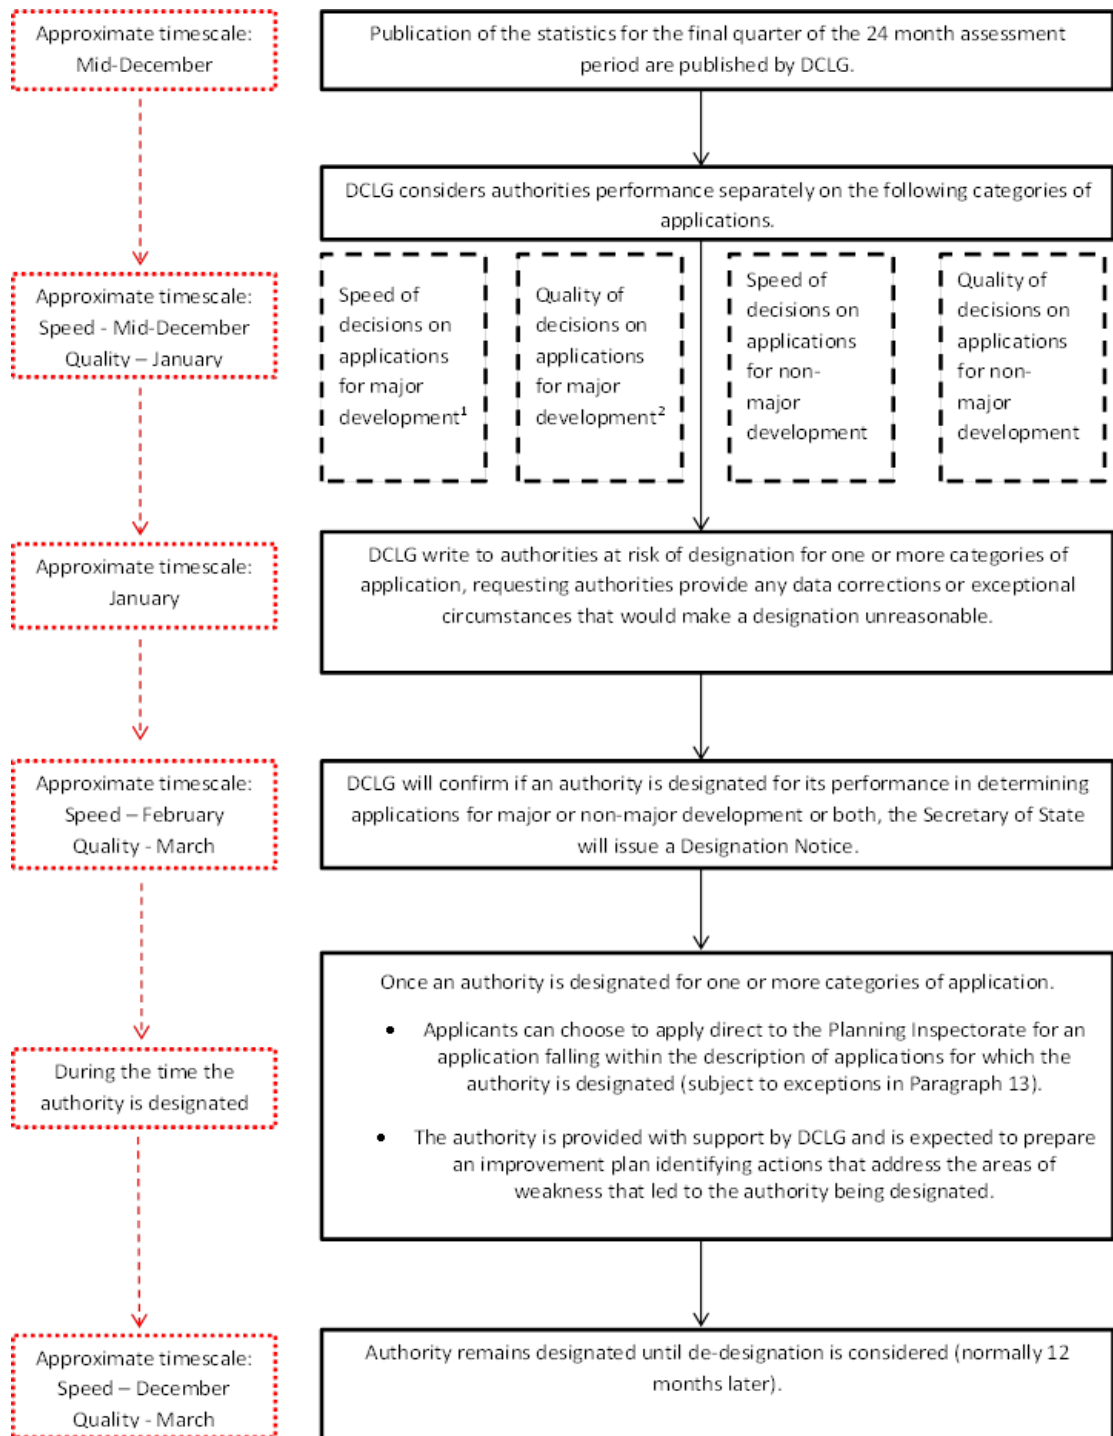 Approximate timescale:
Mid-December
Publication of the statistics for the final quarter of the 24 month assessment
period are published by DCLG.
DCLG considers authorities performance separately on the following categories of
applications.
Approximate timescale:
Speed - Mid-December
Quality – January
Speed of
decisions on
applications
for major
development¹
Quality of
decisions on
applications
for major
development²
Speed of
decisions on
applications
for non-
major
development
Quality of
decisions on
applications
for non-
major
development
Approximate timescale:
January
DCLG write to authorities at risk of designation for one or more categories of
application, requesting authorities provide any data corrections or exceptional
circumstances that would make a designation unreasonable.
Approximate timescale:
Speed – February
Quality - March
DCLG will confirm if an authority is designated for its performance in determining
applications for major or non-major development or both, the Secretary of State
will issue a Designation Notice.
During the time the
authority is designated
Once an authority is designated for one or more categories of application.
• Applicants can choose to apply direct to the Planning Inspectorate for an
application falling within the description of applications for which the
authority is designated (subject to exceptions in Paragraph 13).
• The authority is provided with support by DCLG and is expected to prepare
an improvement plan identifying actions that address the areas of
weakness that led to the authority being designated.
Approximate timescale:
Speed – December
Quality - March
Authority remains designated until de-designation is considered (normally 12
months later).